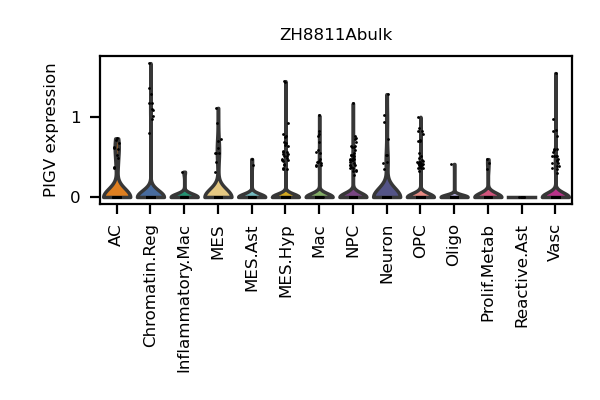 ZH8811Abulk
PIGV expression
1
0
AC
Chromatin.Reg
Inflammatory.Mac
MES
MES.Ast
MES.Hyp
Mac
NPC
Neuron
OPC
Oligo
Prolif.Metab
Reactive.Ast
Vasc